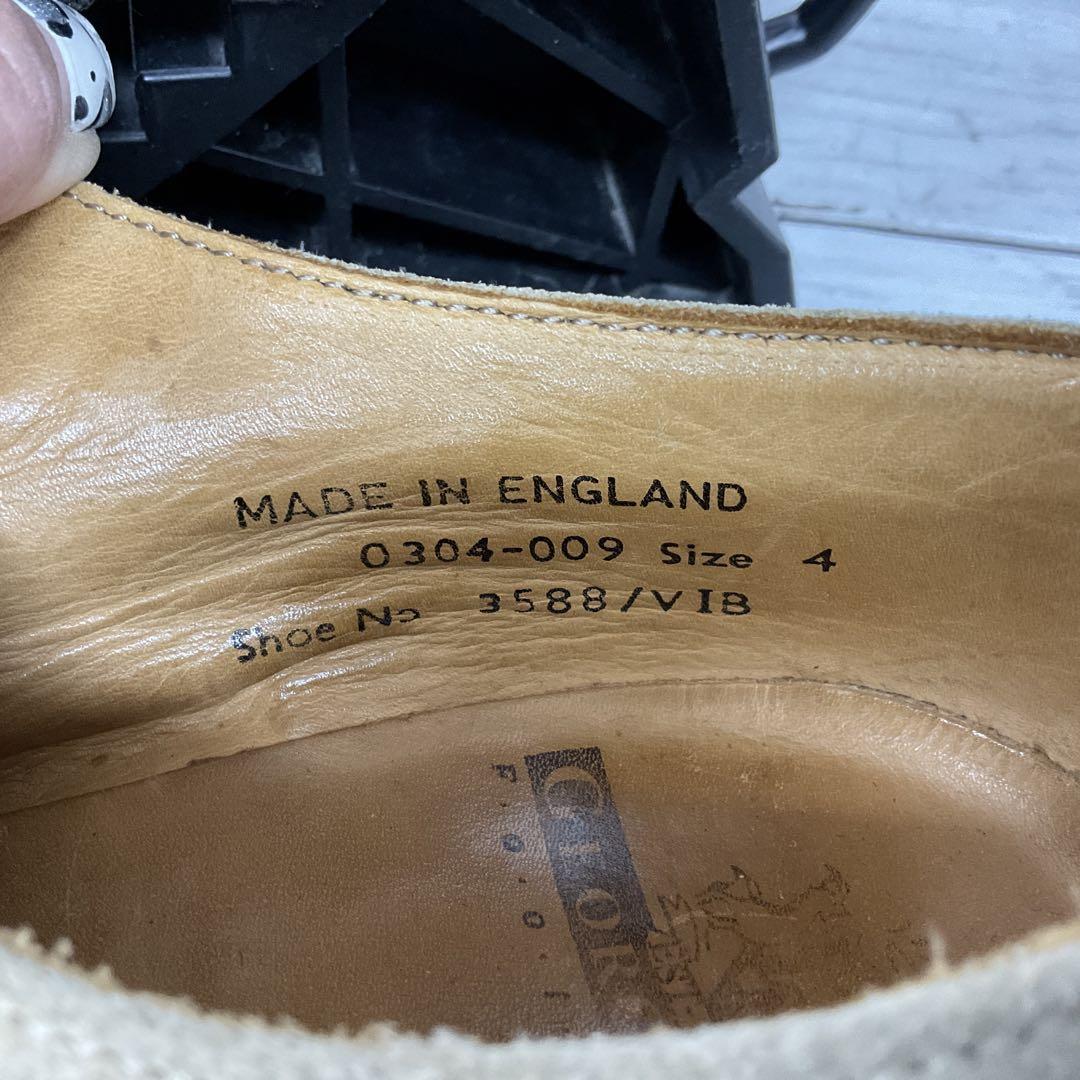 MADE IN ENGLAND
0304-009 Size 4
Shoe No 3588/VIB